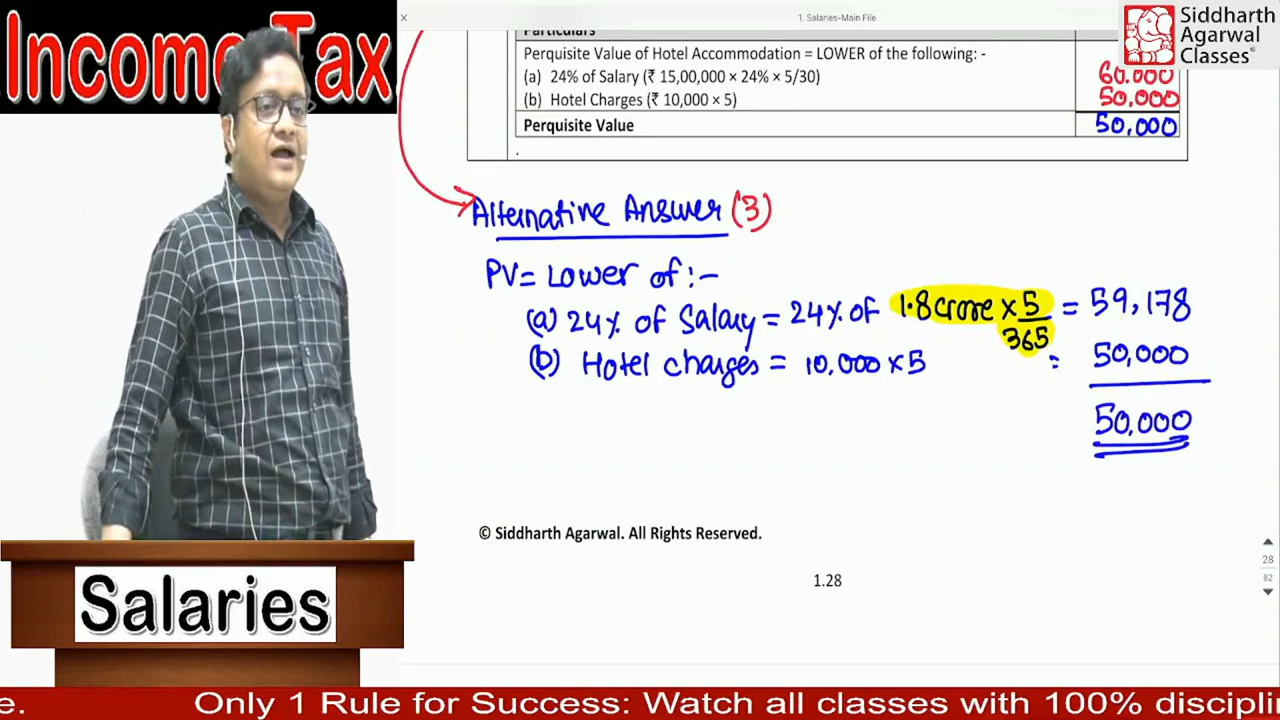 Income Tax
1. Salaries-Main File
Siddharth
Agarwal
Classes®
Particulars
Perquisite Value of Hotel Accommodation = LOWER of the following: -
(a) 24% of Salary (₹ 15,00,000 × 24% × 5/30) 60.000
(b) Hotel Charges (₹ 10,000 × 5) 50.000
Perquisite Value 50,000
Alternative Answer (3)
PV= Lower of :-
(a) 24% of Salary = 24% of 1.8 crore × 5/365 = 59,178
(b) Hotel charges = 10.000 × 5 = 50,000
50,000
© Siddharth Agarwal. All Rights Reserved.
28
82
1.28
Salaries
e. Only 1 Rule for Success: Watch all classes with 100% discipli